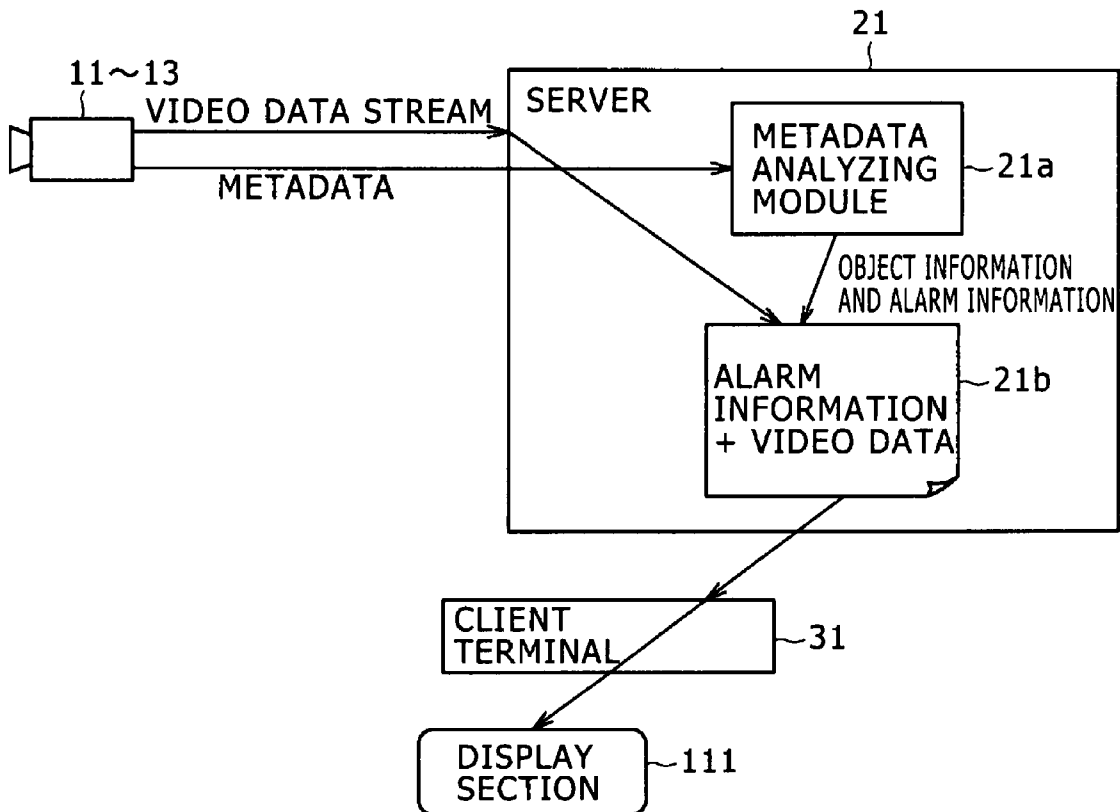 21
11～13
VIDEO DATA STREAM
SERVER
METADATA
ANALYZING
MODULE
21a
METADATA
OBJECT INFORMATION
AND ALARM INFORMATION
ALARM
INFORMATION
+ VIDEO DATA
21b
CLIENT
TERMINAL
31
DISPLAY
SECTION
111